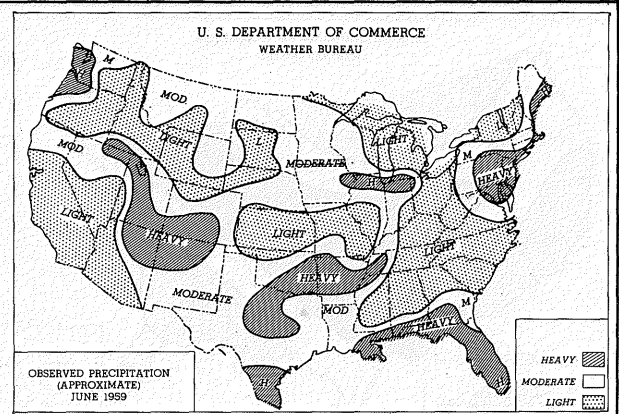 U. S. DEPARTMENT OF COMMERCE
WEATHER BUREAU
M
MOD.
LIGHT
L
MODERATE
LIGHT
M
HEAVY
MOD
H
LIGHT
HEAVY
LIGHT
LIGHT
HEAVY
MODERATE
MOD
M
HEAVY
H
H
OBSERVED PRECIPITATION
(APPROXIMATE)
JUNE 1959
HEAVY
MODERATE
LIGHT